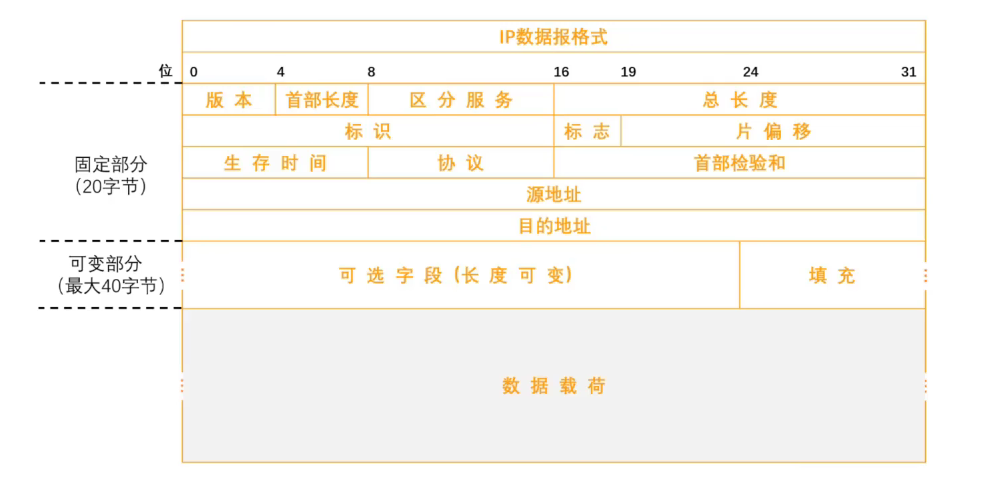 IP数据报格式
位 0 4 8 16 19 24 31
版 本 首部长度 区 分 服 务 总 长 度
标 识 标 志 片 偏 移
固定部分
(20字节)
生 存 时 间 协 议 首部检验和
源地址
目的地址
可变部分
(最大40字节)
可 选 字 段 (长 度 可 变) 填 充
数 据 载 荷